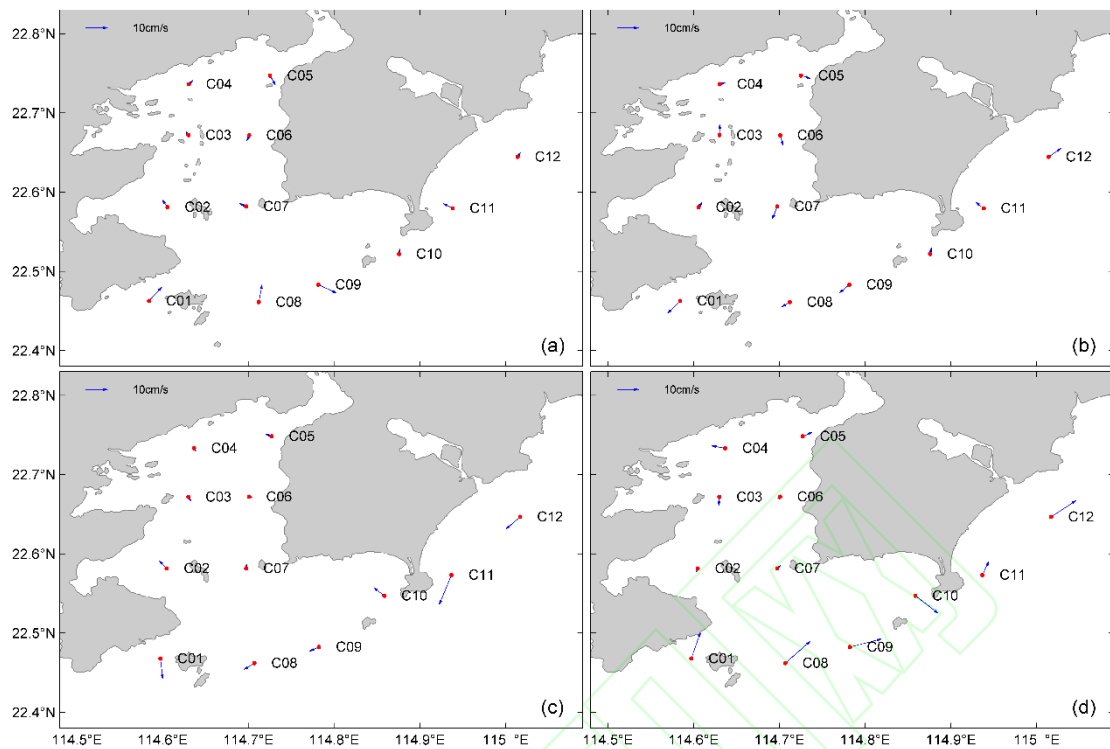 22.8°N
22.7°N
22.6°N
22.5°N
22.4°N
10cm/s
C05
C04
C03
C06
C12
C02
C07
C11
C10
C09
C01
C08
(a)
10cm/s
C05
C04
C03
C06
C12
C02
C07
C11
C10
C09
C01
C08
(b)
22.8°N
22.7°N
22.6°N
22.5°N
22.4°N
10cm/s
C05
C04
C03
C06
C12
C02
C07
C11
C10
C09
C01
C08
(c)
10cm/s
C05
C04
C03
C06
C12
C02
C07
C11
C10
C09
C01
C08
(d)
114.5°E 114.6°E 114.7°E 114.8°E 114.9°E 115°E
114.5°E 114.6°E 114.7°E 114.8°E 114.9°E 115°E